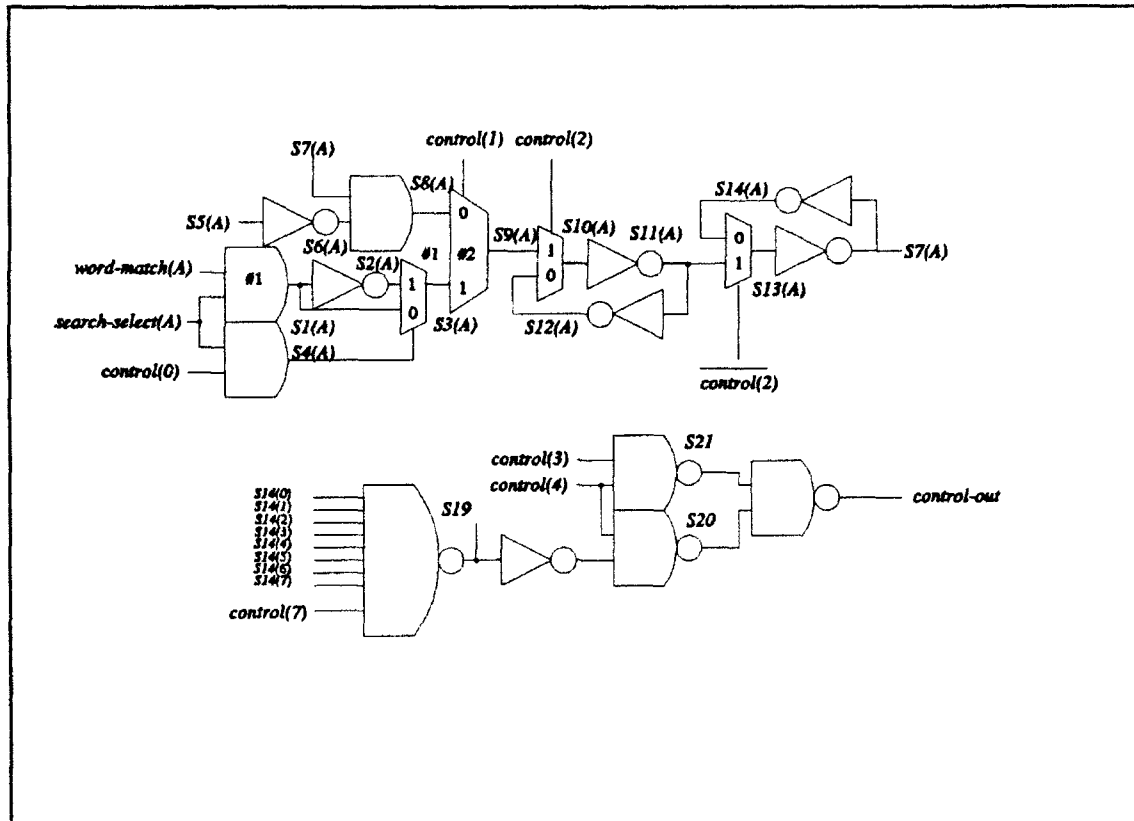 control(1) control(2)
S7(A)
S8(A)
S14(A)
0
S5(A)
S6(A)
S9(A)
S10(A)
S11(A)
0
#1
#2
1
S7(A)
word-match(A)
#1
S2(A)
1
1
0
1
0
S13(A)
search-select(A)
S1(A)
S3(A)
S12(A)
S4(A)
control(0)
control(2)
S21
control(3)
control(4)
S14(0)
S14(1)
S14(2)
S14(3)
S14(4)
S14(5)
S14(6)
S14(7)
S19
S20
control-out
control(7)